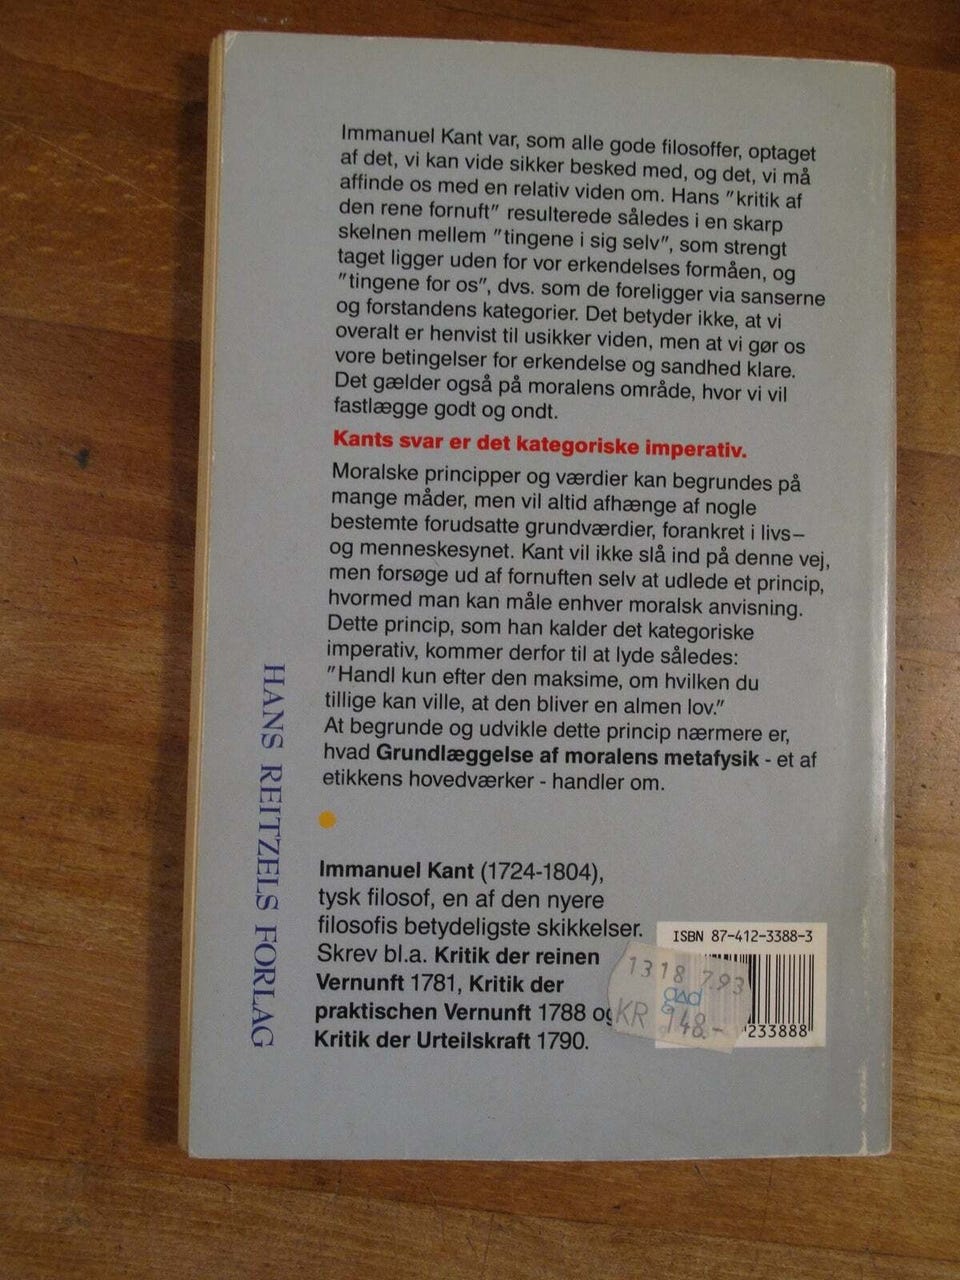 Immanuel Kant var, som alle gode filosoffer, optaget
af det, vi kan vide sikker besked med, og det, vi må
affinde os med en relativ viden om. Hans "kritik af
den rene fornuft" resulterede således i en skarp
skelnen mellem "tingene i sig selv", som strengt
taget ligger uden for vor erkendelses formåen, og
"tingene for os", dvs. som de foreligger via sanserne
og forstandens kategorier. Det betyder ikke, at vi
overalt er henvist til usikker viden, men at vi gør os
vore betingelser for erkendelse og sandhed klare.
Det gælder også på moralens område, hvor vi vil
fastlægge godt og ondt.
Kants svar er det kategoriske imperativ.
Moralske principper og værdier kan begrundes på
mange måder, men vil altid afhænge af nogle
bestemte forudsatte grundværdier, forankret i livs–
og menneskesynet. Kant vil ikke slå ind på denne vej,
men forsøge ud af fornuften selv at udlede et princip,
hvormed man kan måle enhver moralsk anvisning.
Dette princip, som han kalder det kategoriske
imperativ, kommer derfor til at lyde således:
"Handl kun efter den maksime, om hvilken du
tillige kan ville, at den bliver en almen lov."
At begrunde og udvikle dette princip nærmere er,
hvad Grundlæggelse af moralens metafysik - et af
etikkens hovedværker - handler om.
Immanuel Kant (1724-1804),
tysk filosof, en af den nyere
filosofis betydeligste skikkelser.
Skrev bl.a. Kritik der reinen
Vernunft 1781, Kritik der
praktischen Vernunft 1788 og
Kritik der Urteilskraft 1790.
HANS REITZELS FORLAG
ISBN 87-412-3388-3
1318 7.93
gad
KR 148.-
233888